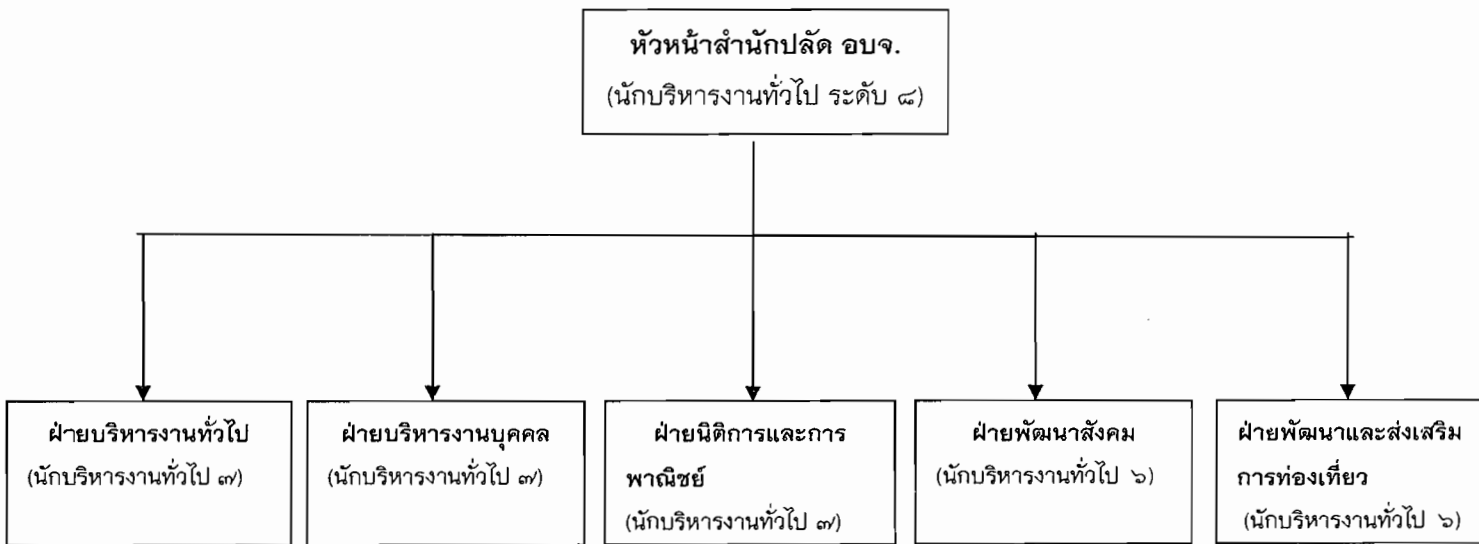 หัวหน้าสำนักปลัด อบจ.
(นักบริหารงานทั่วไป ระดับ ๘)
ฝ่ายบริหารงานทั่วไป
(นักบริหารงานทั่วไป ๗)
ฝ่ายบริหารงานบุคคล
(นักบริหารงานทั่วไป ๗)
ฝ่ายนิติการและการ
พาณิชย์
(นักบริหารงานทั่วไป ๗)
ฝ่ายพัฒนาสังคม
(นักบริหารงานทั่วไป ๖)
ฝ่ายพัฒนาและส่งเสริม
การท่องเที่ยว
(นักบริหารงานทั่วไป ๖)